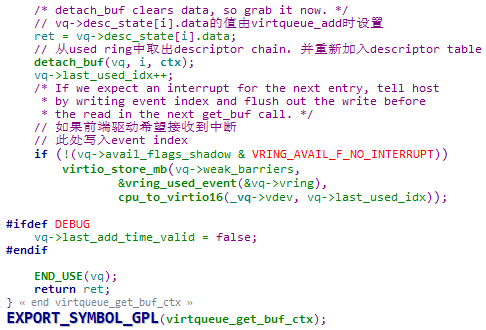 /* detach_buf clears data, so grab it now. */
// vq->desc_state[i].data的值由virtqueue_add时设置
ret = vq->desc_state[i].data;
// 从used ring中取出descriptor chain，并重新加入descriptor table
detach_buf(vq, i, ctx);
vq->last_used_idx++;
/* If we expect an interrupt for the next entry, tell host
* by writing event index and flush out the write before
* the read in the next get_buf call. */
// 如果前端驱动希望接收到中断
// 此处写入event index
if (!(vq->avail_flags_shadow & VRING_AVAIL_F_NO_INTERRUPT))
virtio_store_mb(vq->weak_barriers,
&vring_used_event(&vq->vring),
cpu_to_virtio16(_vq->vdev, vq->last_used_idx));
#ifdef DEBUG
vq->last_add_time_valid = false;
#endif
END_USE(vq);
return ret;
} « end virtqueue_get_buf_ctx »
EXPORT_SYMBOL_GPL(virtqueue_get_buf_ctx);